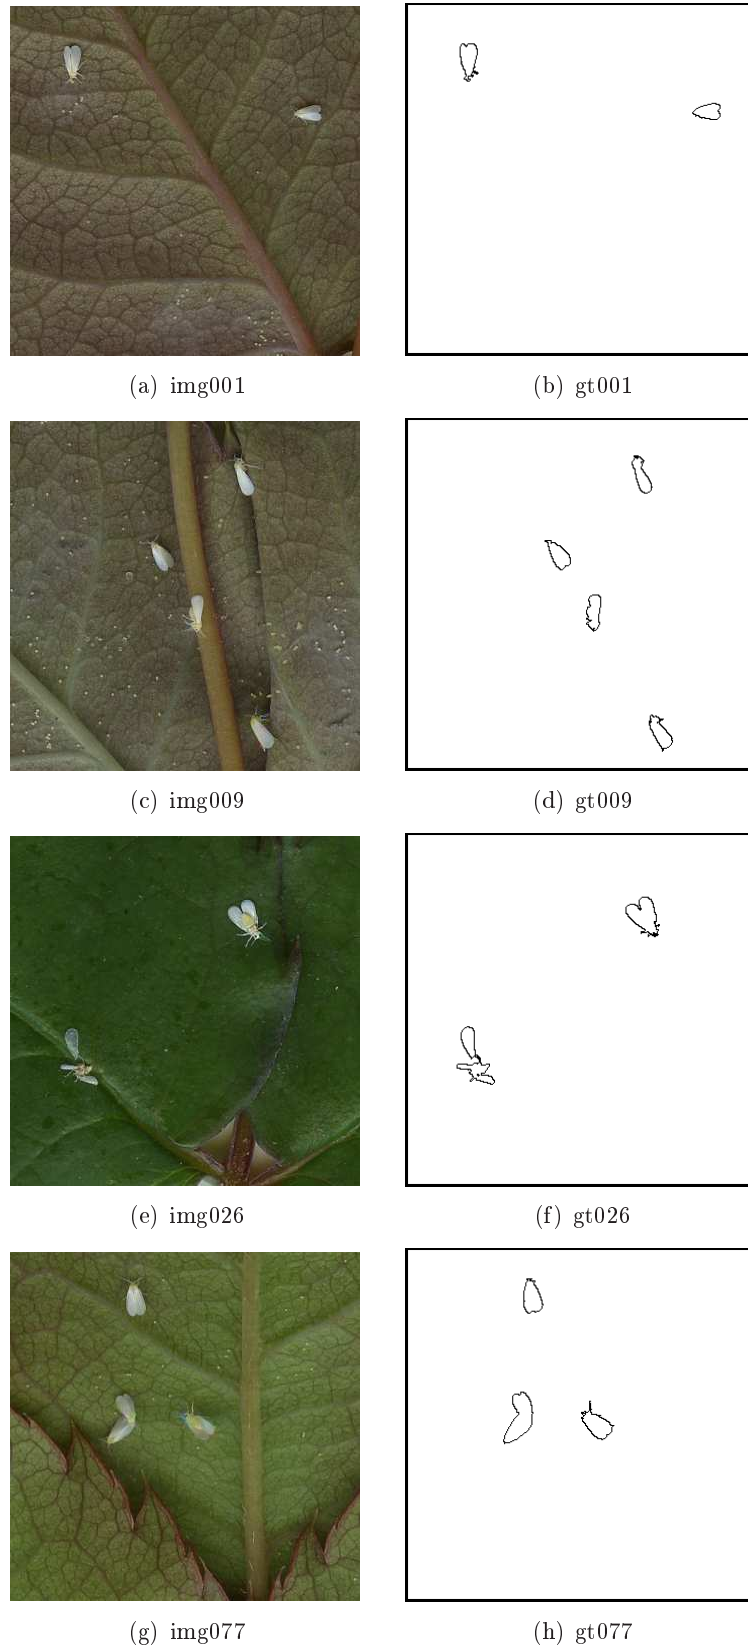 (a) img001
(b) gt001
(c) img009
(d) gt009
(e) img026
(f) gt026
(g) img077
(h) gt077